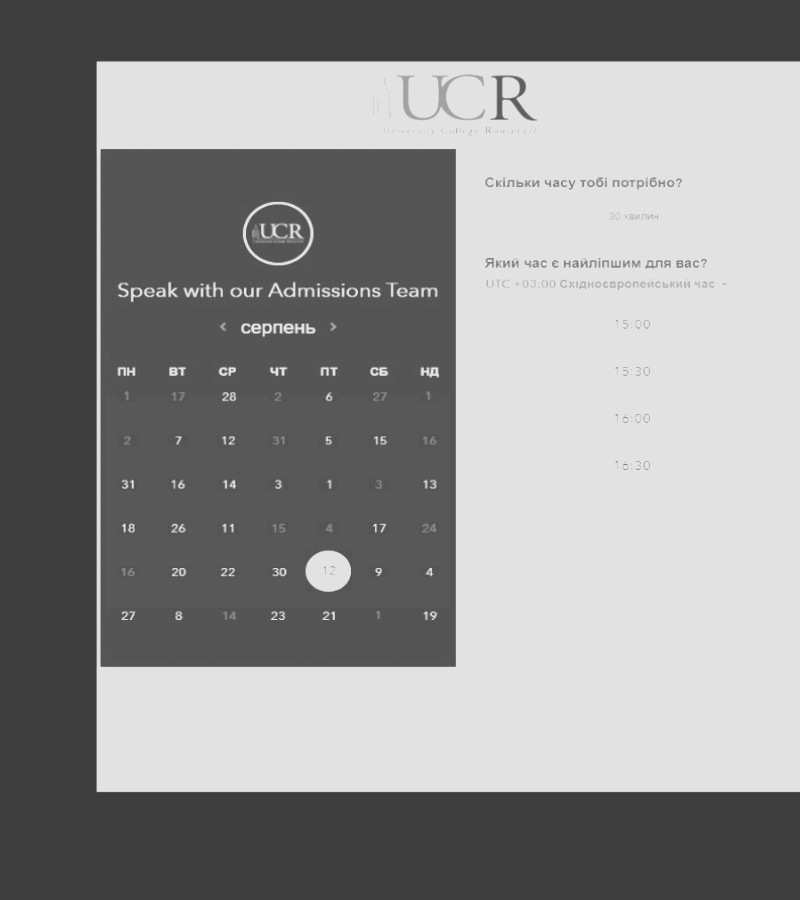 UCR
University College Roosevelt
UCR
Speak with our Admissions Team
< серпень >
ПН ВТ СР ЧТ ПТ СБ НД
1 17 28 2 6 27 1
2 7 12 31 5 15 16
31 16 14 3 1 3 13
18 26 11 15 4 17 24
16 20 22 30 12 9 4
27 8 14 23 21 1 19
Скільки часу тобі потрібно?
30 хвилин
Який час є найліпшим для вас?
UTC +03:00 Східноєвропейський час
15:00
15:30
16:00
16:30